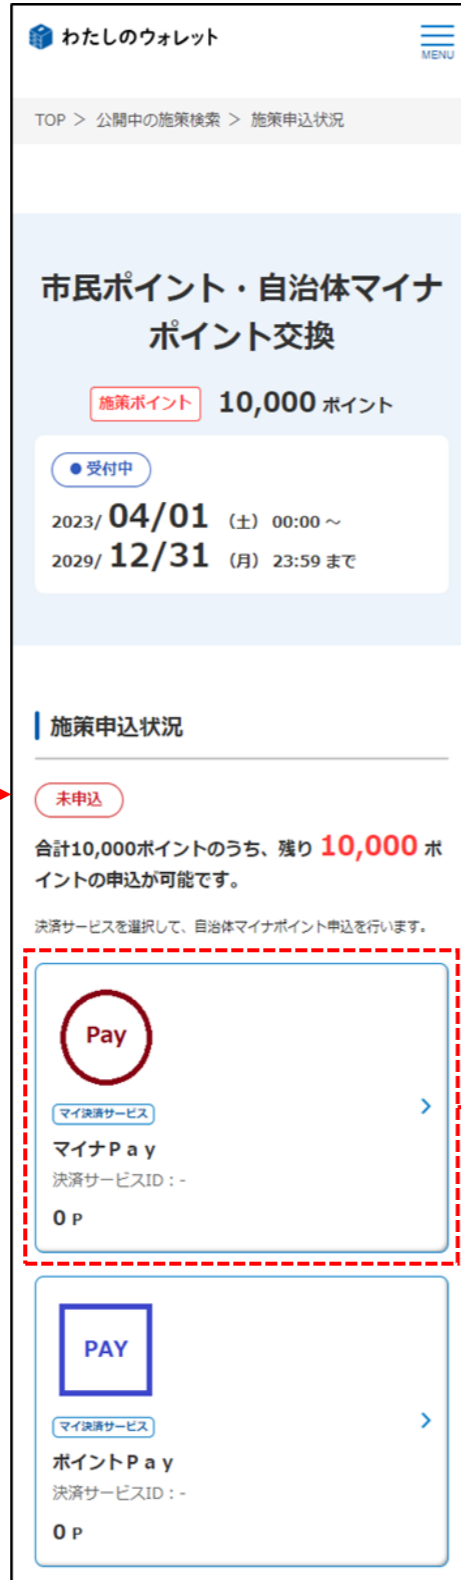 わたしのウォレット
MENU
TOP ＞ 公開中の施策検索 ＞ 施策申込状況
市民ポイント・自治体マイナ
ポイント交換
施策ポイント 10,000 ポイント
●受付中
2023/ 04/01 （土） 00:00 ～
2029/ 12/31 （月） 23:59 まで
施策申込状況
未申込
合計10,000ポイントのうち、残り 10,000 ポ
イントの申込が可能です。
決済サービスを選択して、自治体マイナポイント申込を行います。
Pay
マイ決済サービス
マイナＰａｙ
決済サービスID：-
0 P
PAY
マイ決済サービス
ポイントＰａｙ
決済サービスID：-
0 P